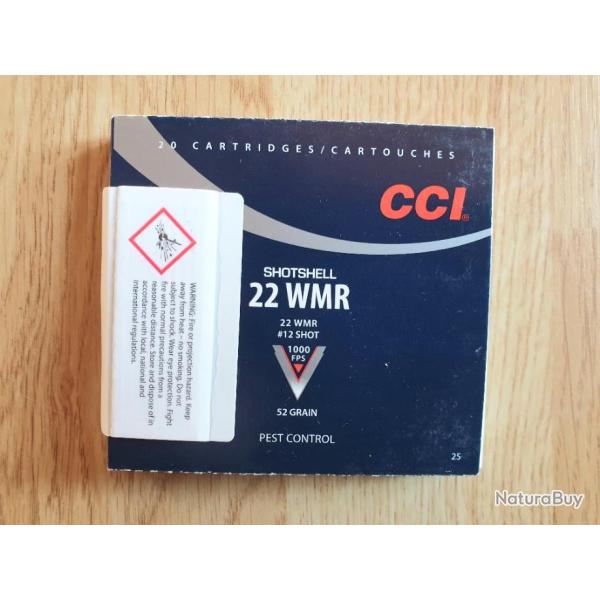 20 CARTRIDGES/CARTOUCHES
CCI®
SHOTSHELL
22 WMR
22 WMR
#12 SHOT
1000
FPS
52 GRAIN
PEST CONTROL
25
WARNING: Fire or projection hazard. Keep
away from heat – no smoking. Do not
subject to shock. Wear eye protection. Fight
fire with normal precautions from a
reasonable distance. Store and dispose of in
accordance with local, national and
international regulations.
NaturaBuy